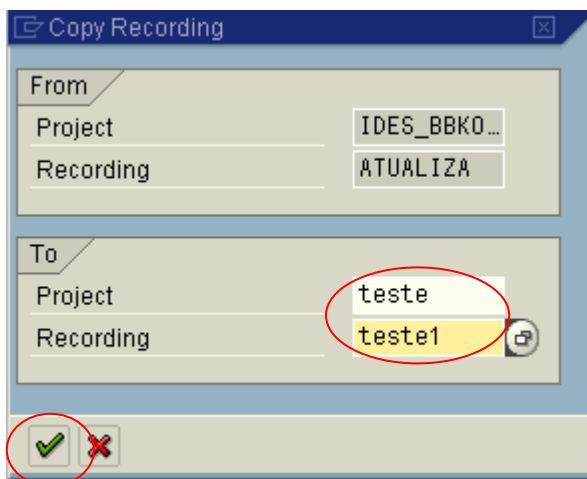 Copy Recording
From
Project IDES_BBKO…
Recording ATUALIZA
To
Project teste
Recording teste1